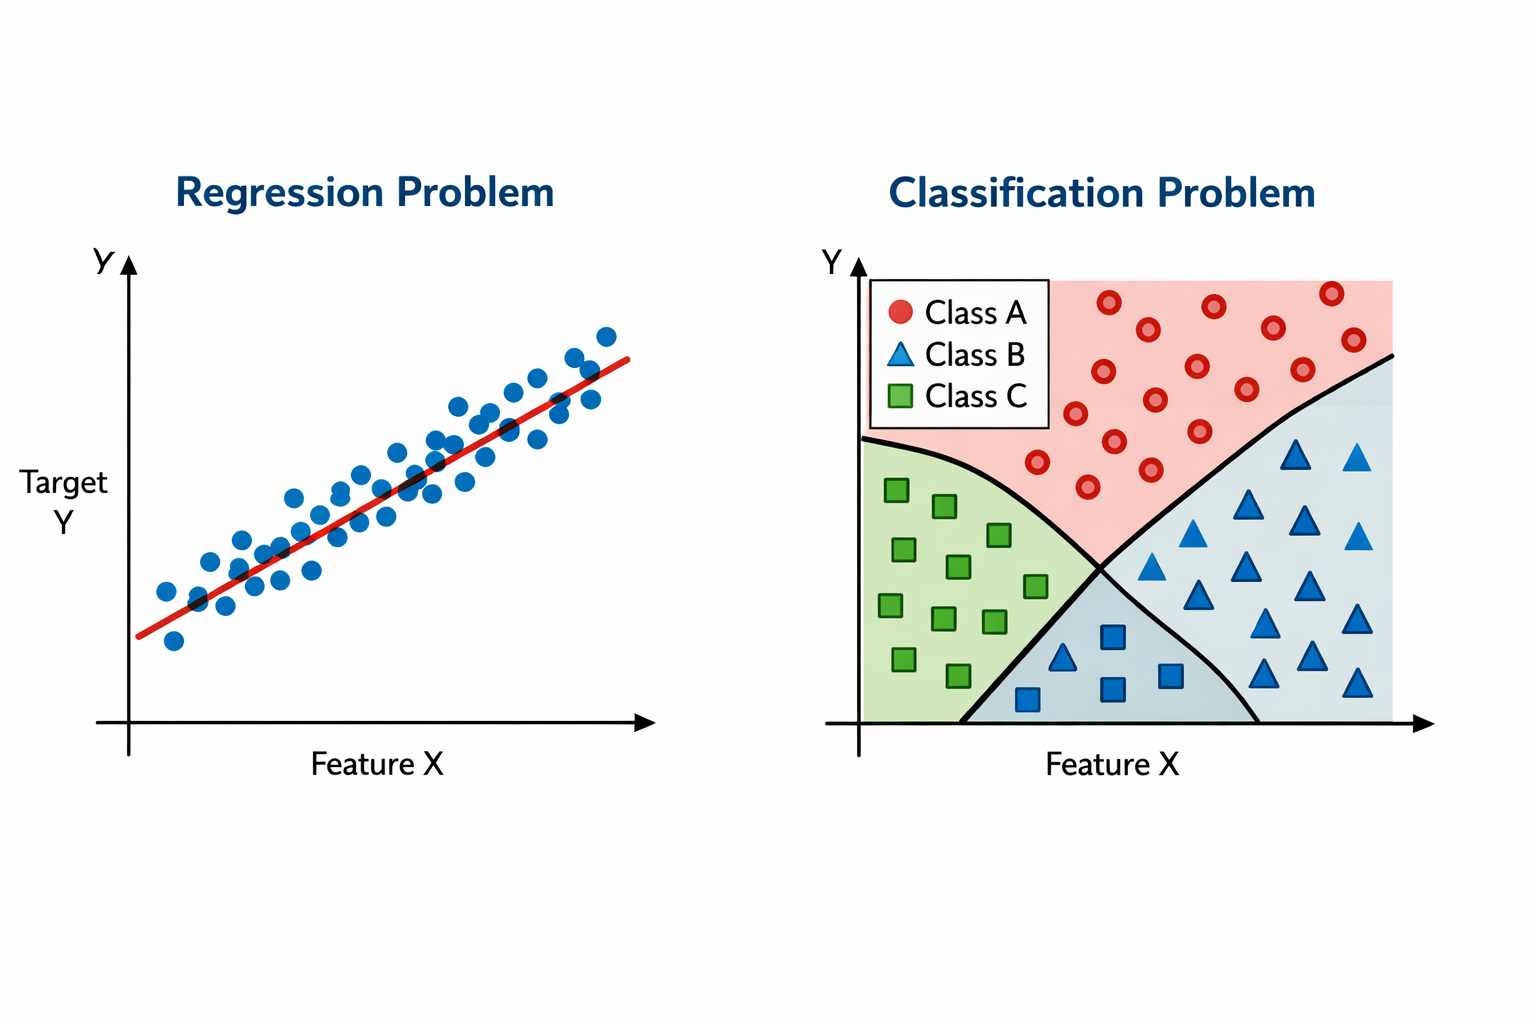 Regression Problem
Y
Target
Y
Feature X
Classification Problem
Y
Class A
Class B
Class C
Feature X